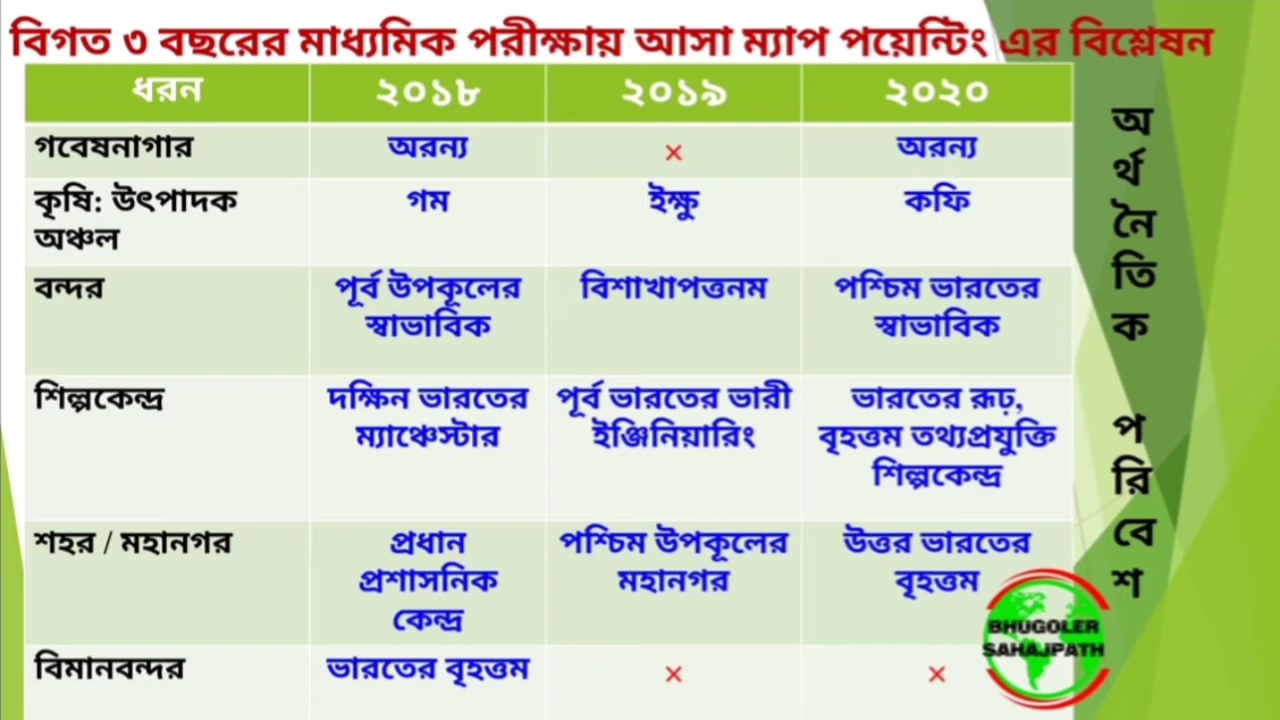 বিগত ৩ বছরের মাধ্যমিক পরীক্ষায় আসা ম্যাপ পয়েন্টিং এর বিশ্লেষন
ধরন ২০১৮ ২০১৯ ২০২০
গবেষনাগার অরন্য × অরন্য
কৃষি: উৎপাদক গম ইক্ষু কফি
অঞ্চল
বন্দর পূর্ব উপকূলের বিশাখাপত্তনম পশ্চিম ভারতের
স্বাভাবিক স্বাভাবিক
শিল্পকেন্দ্র দক্ষিন ভারতের পূর্ব ভারতের ভারী ভারতের রূঢ়,
ম্যাঞ্চেস্টার ইঞ্জিনিয়ারিং বৃহত্তম তথ্যপ্রযুক্তি
শিল্পকেন্দ্র
শহর / মহানগর প্রধান পশ্চিম উপকূলের উত্তর ভারতের
প্রশাসনিক মহানগর বৃহত্তম
কেন্দ্র
বিমানবন্দর ভারতের বৃহত্তম × ×
অর্থনৈতিক পরিবেশ
BHUGOLER
SAHAJPATH